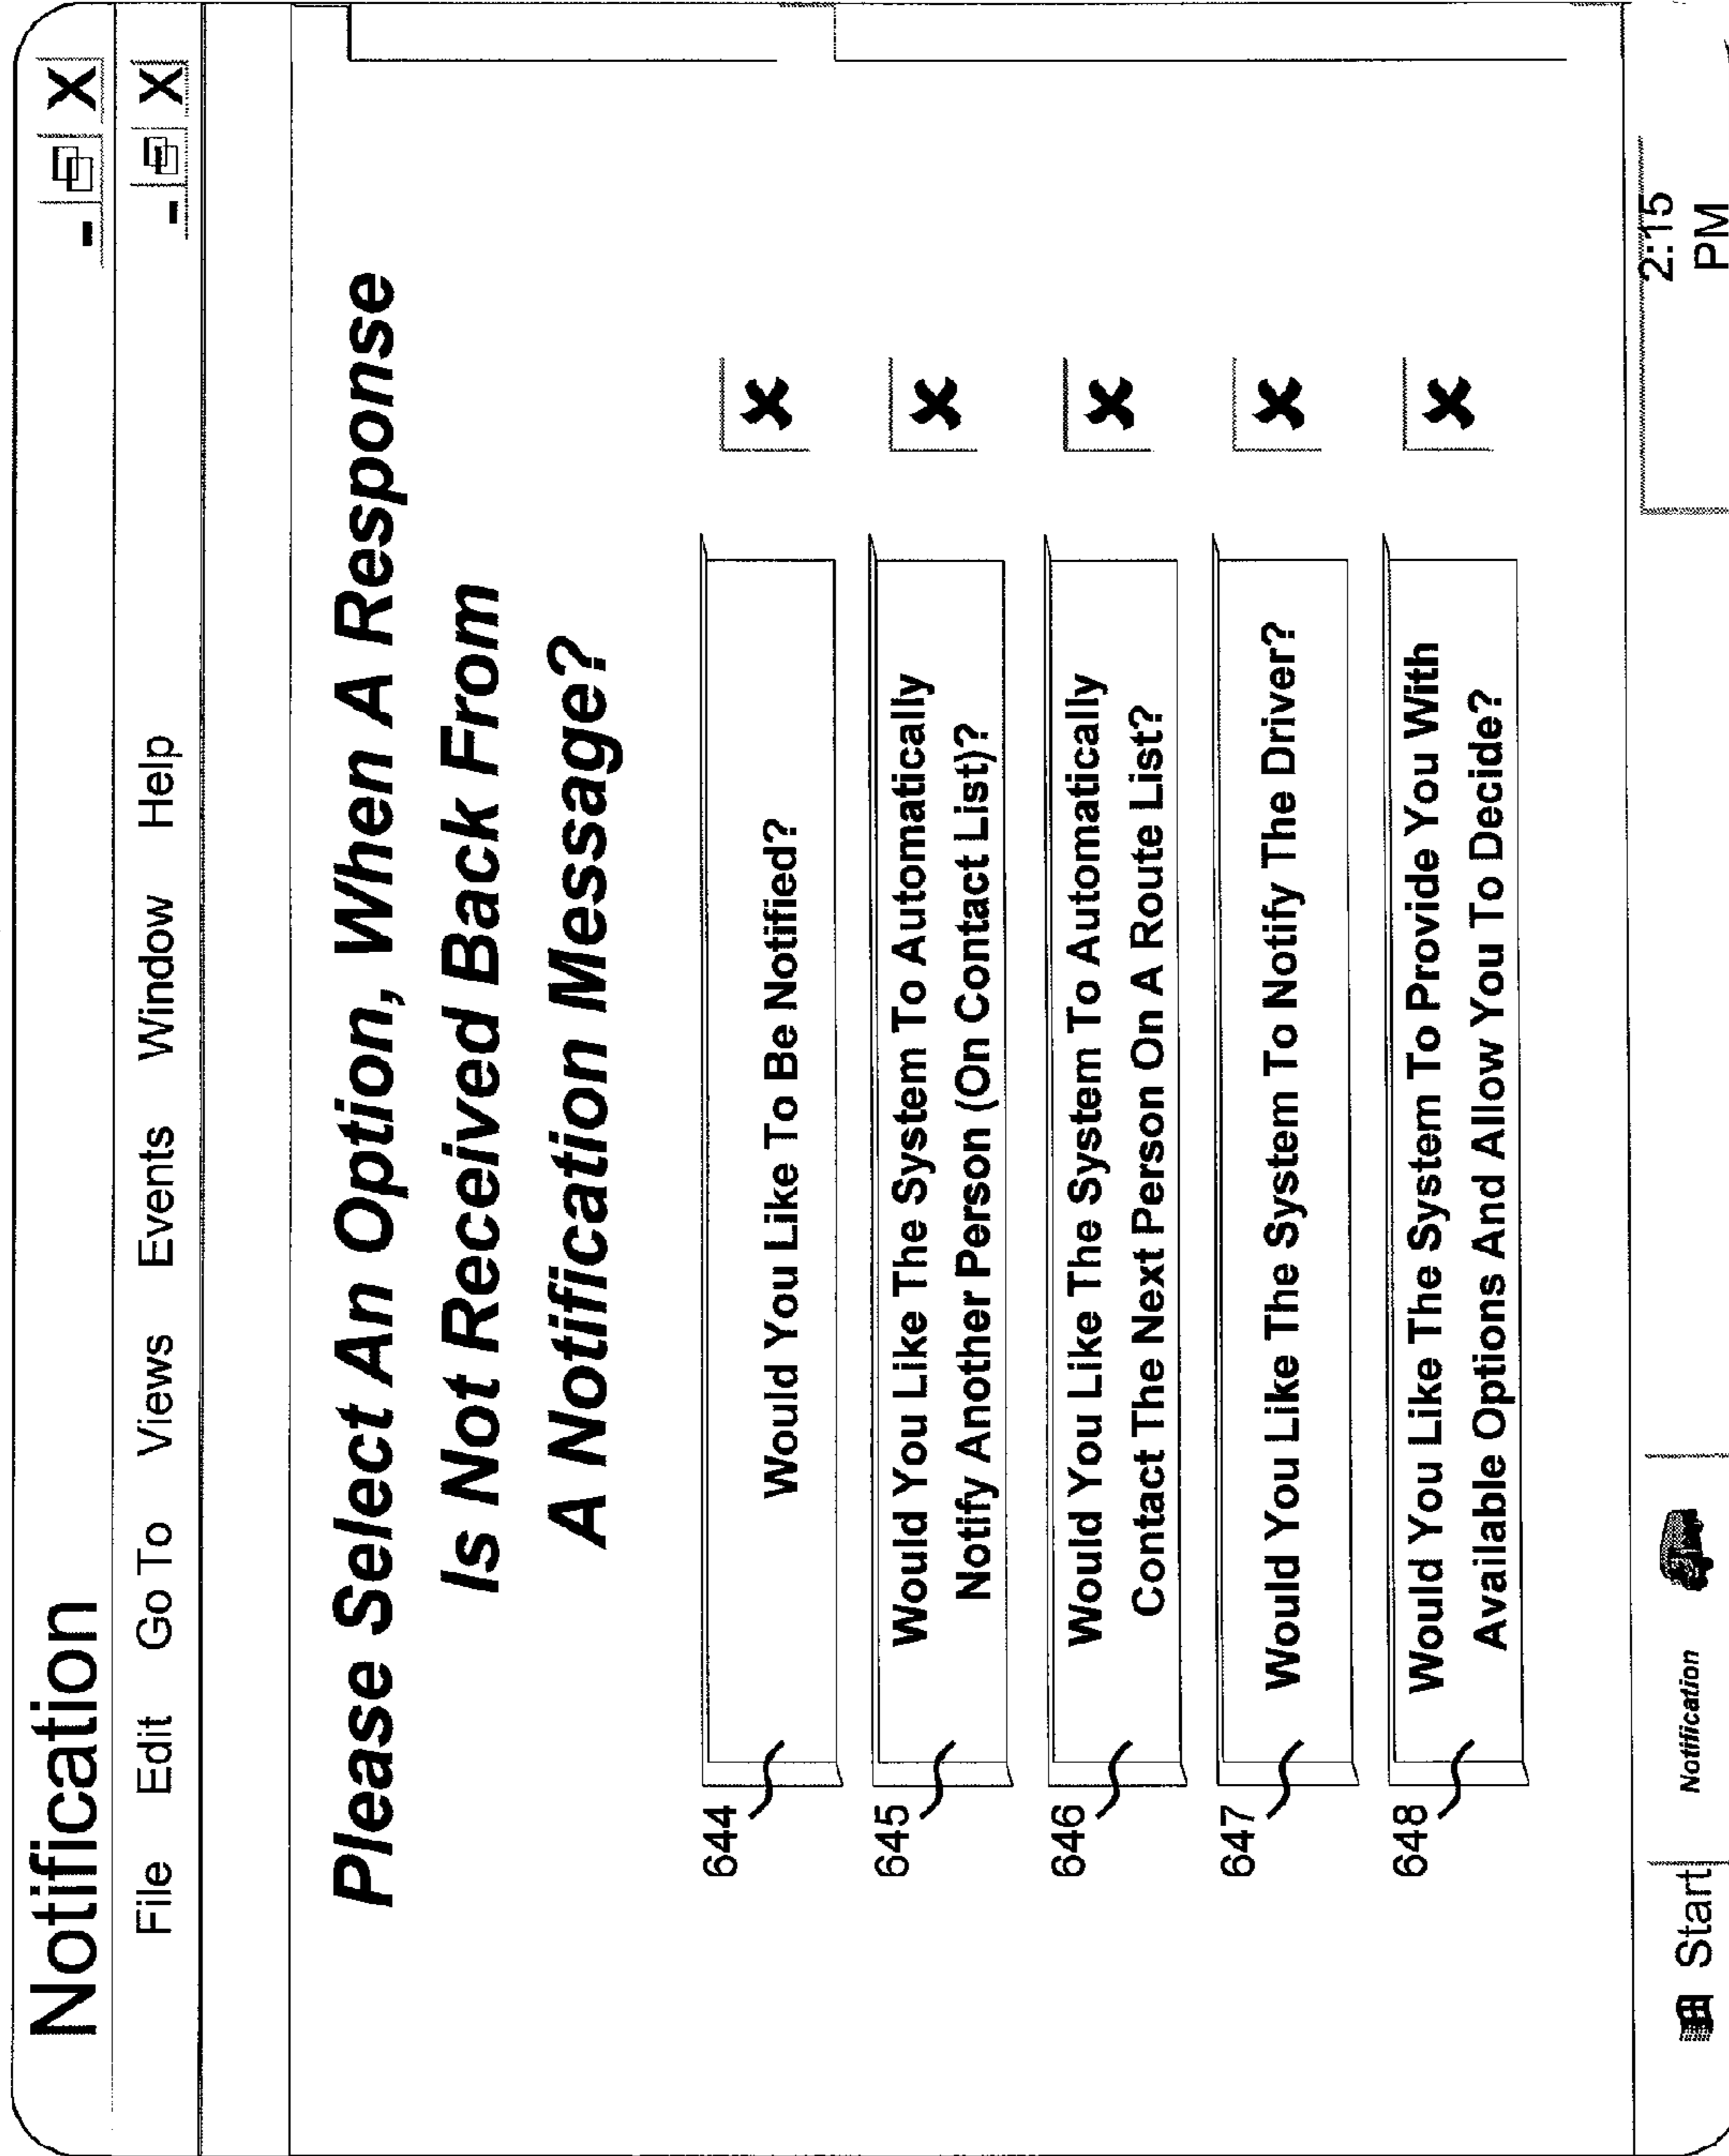 Notification
File Edit Go To Views Events Window Help
Please Select An Option, When A Response
Is Not Received Back From
A Notification Message?
644
Would You Like To Be Notified?
X
645
Would You Like The System To Automatically
Notify Another Person (On Contact List)?
X
646
Would You Like The System To Automatically
Contact The Next Person On A Route List?
X
647
Would You Like The System To Notify The Driver?
X
648
Would You Like The System To Provide You With
Available Options And Allow You To Decide?
X
Start
Notification
2:15
PM